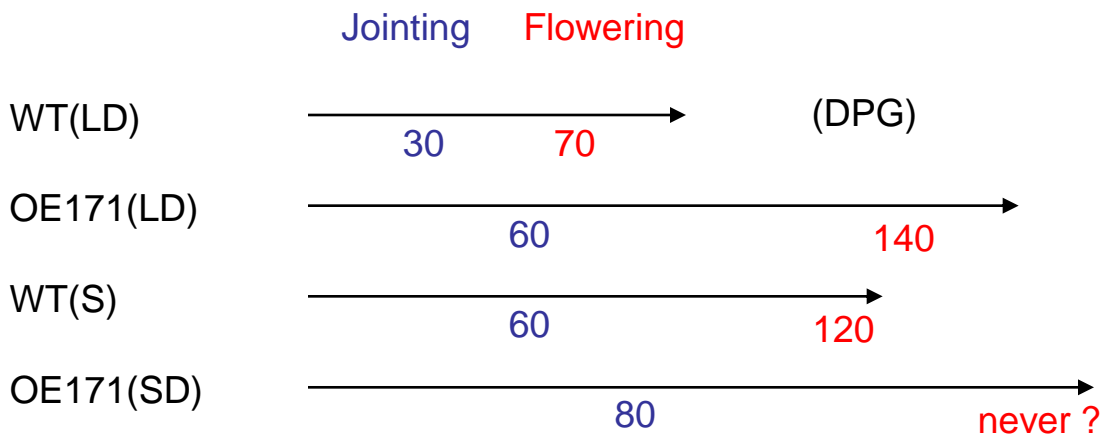 Jointing Flowering
WT(LD) (DPG)
30 70
OE171(LD)
60 140
WT(S)
60 120
OE171(SD)
80 never ?